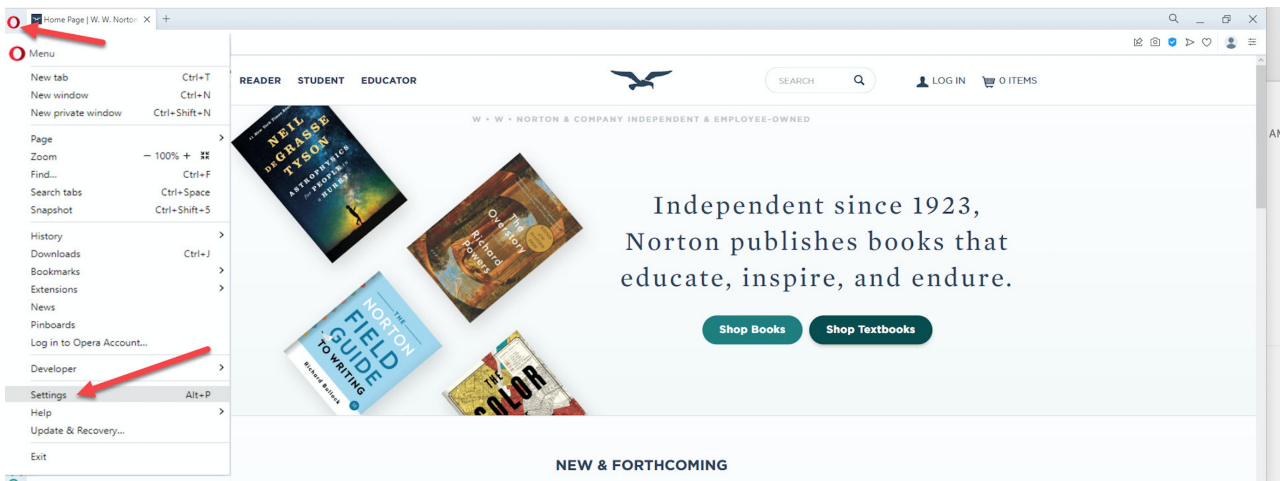 Home Page | W. W. Norton
Menu
New tab Ctrl+T
New window Ctrl+N
New private window Ctrl+Shift+N
Page
Zoom − 100% +
Find... Ctrl+F
Search tabs Ctrl+Space
Snapshot Ctrl+Shift+5
History
Downloads Ctrl+J
Bookmarks
Extensions
News
Pinboards
Log in to Opera Account...
Developer
Settings Alt+P
Help
Update & Recovery...
Exit
READER STUDENT EDUCATOR
SEARCH
LOG IN
0 ITEMS
W • W • NORTON & COMPANY INDEPENDENT & EMPLOYEE-OWNED
NEIL
DEGRASSE
TYSON
ASTROPHYSICS
for PEOPLE in
a HURRY
The
Overstory
Richard
Powers
THE
NORTON
FIELD
GUIDE
TO WRITING
Richard Bullock
THE
COLOR
Independent since 1923,
Norton publishes books that
educate, inspire, and endure.
Shop Books
Shop Textbooks
NEW & FORTHCOMING